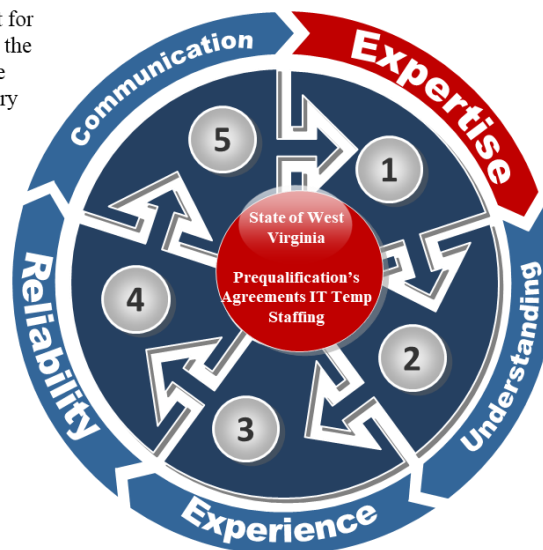 t for
the
e
ry
Communication
Expertise
5
1
State of West
Virginia
Prequalification's
Agreements IT Temp
Staffing
Reliability
4
2
Understanding
3
Experience